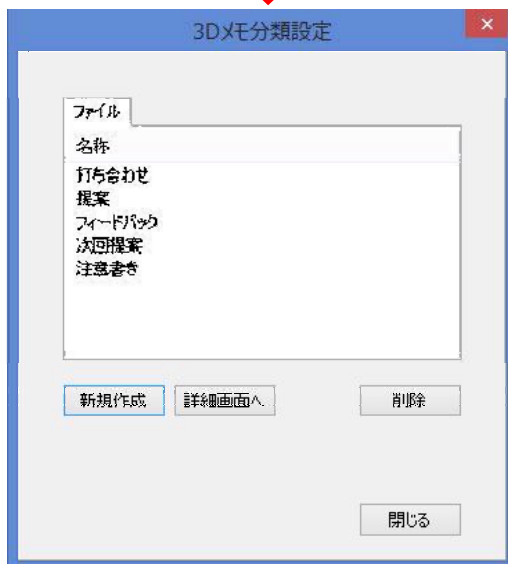 3Dメモ分類設定
ファイル
名称
打ち合わせ
提案
フィードバック
次回提案
注意書き
新規作成 詳細画面へ
削除
閉じる